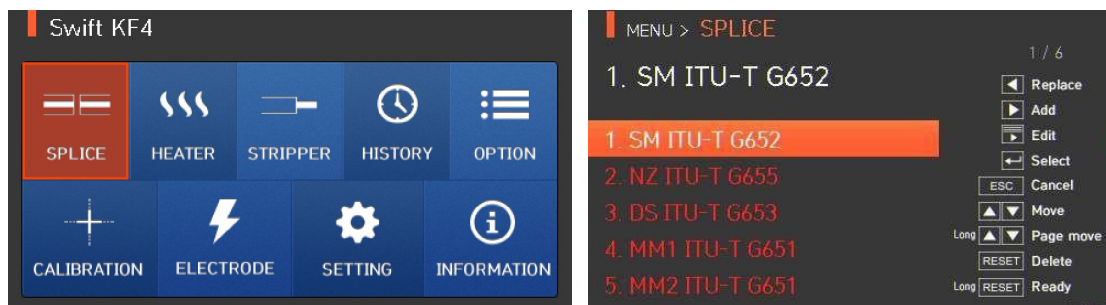 Swift KF4
SPLICE HEATER STRIPPER HISTORY OPTION
CALIBRATION ELECTRODE SETTING INFORMATION
MENU > SPLICE
1 / 6
1. SM ITU-T G652
1. SM ITU-T G652
2. NZ ITU-T G655
3. DS ITU-T G653
4. MM1 ITU-T G651
5. MM2 ITU-T G651
Replace
Add
Edit
Select
ESC Cancel
Move
Long Page move
RESET Delete
Long RESET Ready